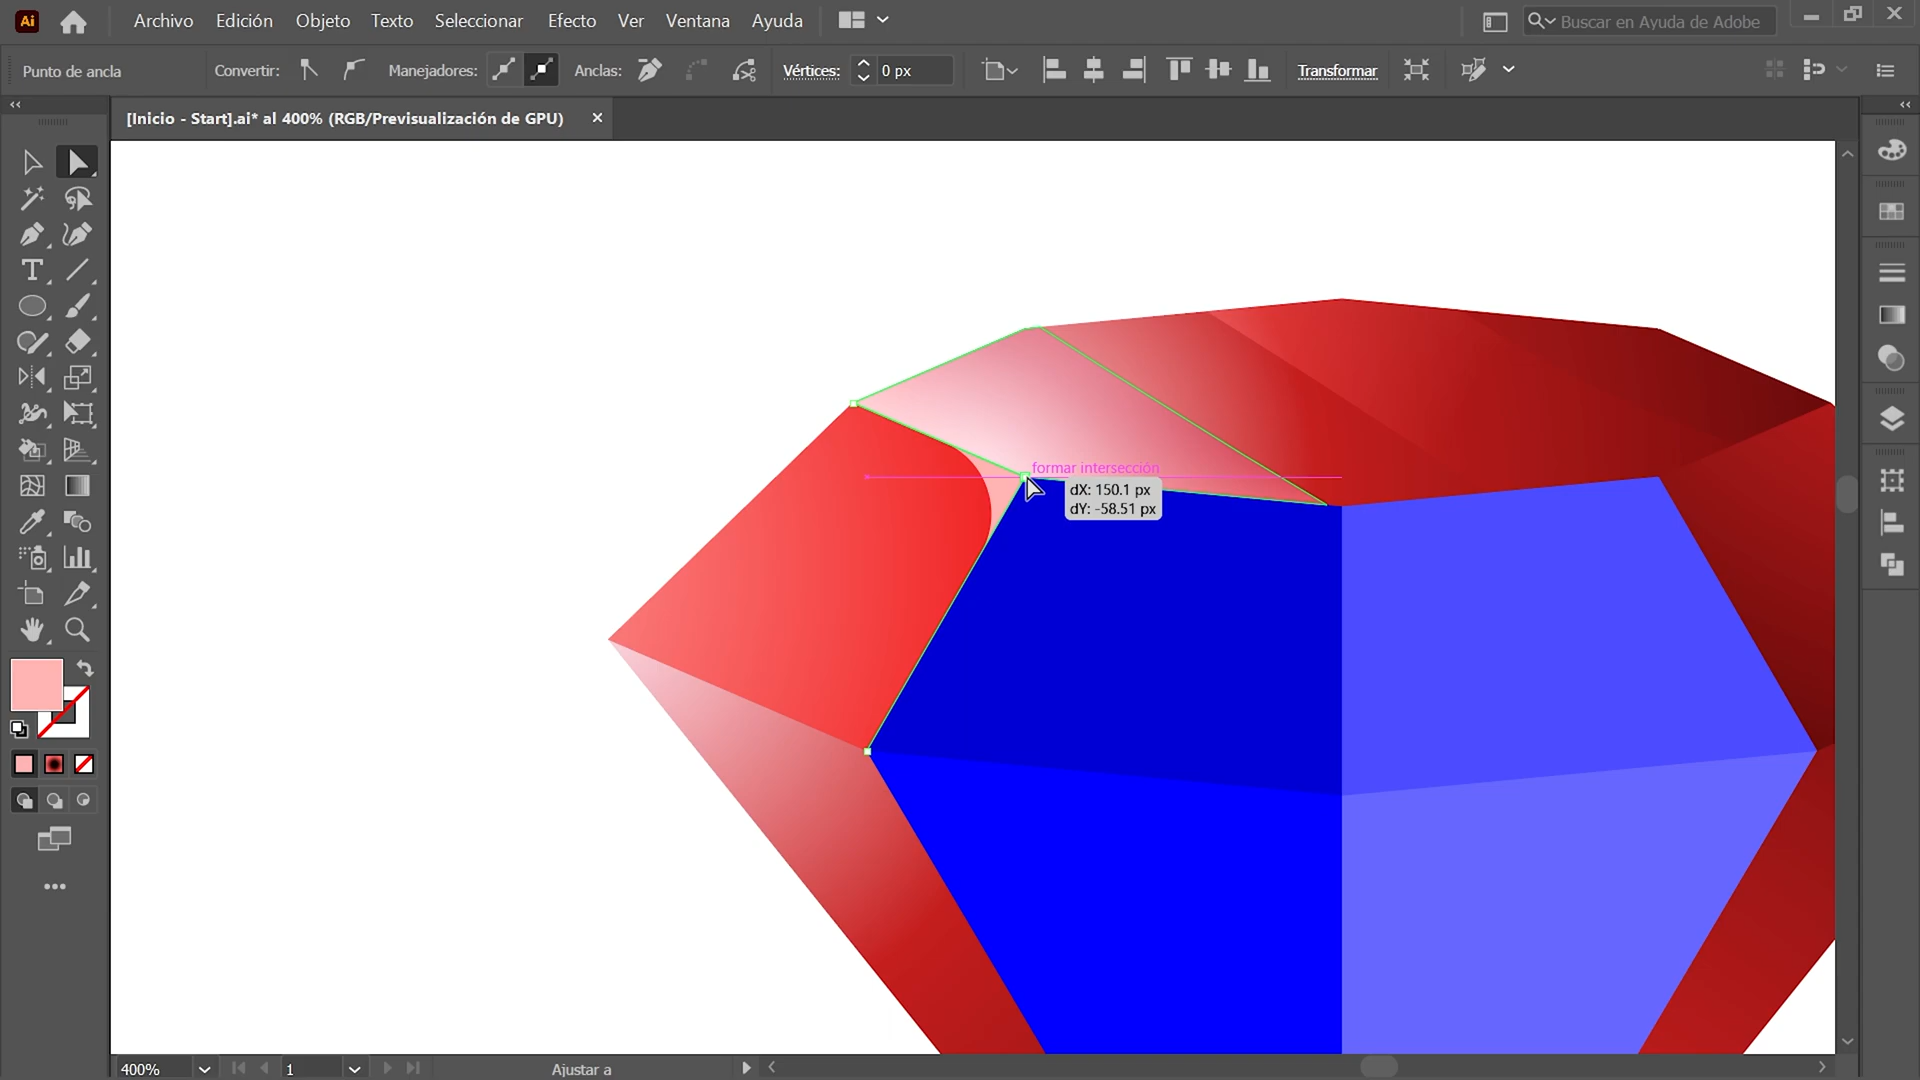 Ai
Archivo Edición Objeto Texto Seleccionar Efecto Ver Ventana Ayuda
Buscar en Ayuda de Adobe
Punto de ancla
Convertir:
Manejadores:
Anclas:
Vértices:
0 px
Transformar
[Inicio - Start].ai* al 400% (RGB/Previsualización de GPU)
formar intersección
dX: 150.1 px
dY: -58.51 px
400%
1
Ajustar a